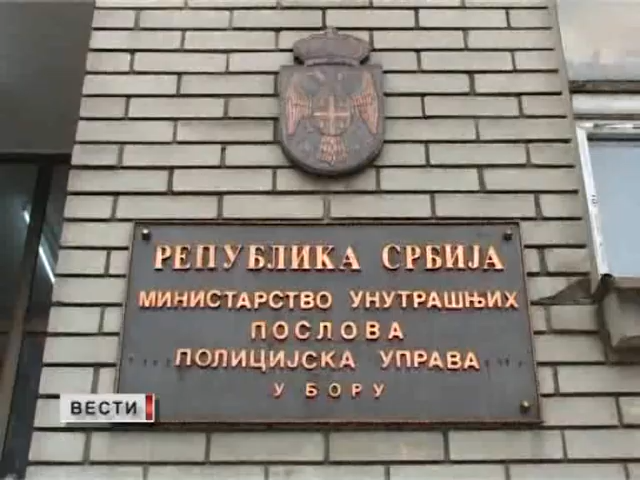 РЕПУБЛИКА СРБИЈА
МИНИСТАРСТВО УНУТРАШЊИХ
ПОСЛОВА
ПОЛИЦИЈСКА УПРАВА
У БОРУ
ВЕСТИ